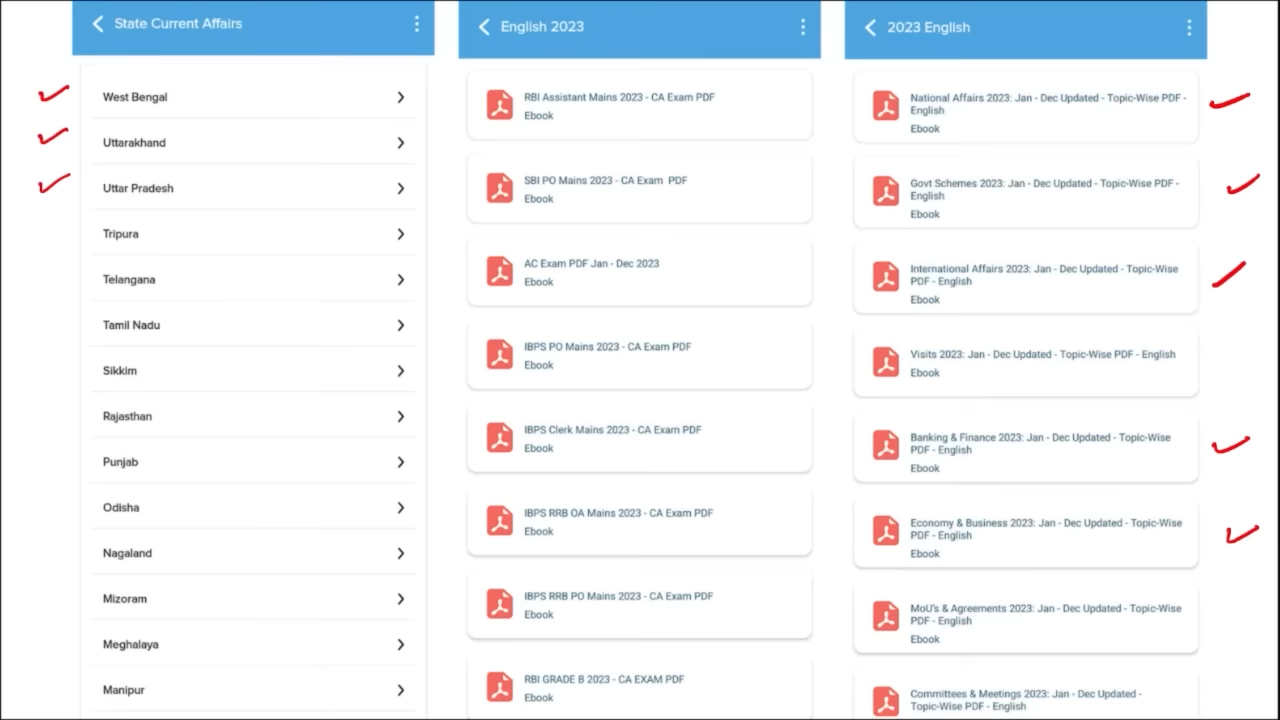 State Current Affairs
West Bengal
Uttarakhand
Uttar Pradesh
Tripura
Telangana
Tamil Nadu
Sikkim
Rajasthan
Punjab
Odisha
Nagaland
Mizoram
Meghalaya
Manipur
English 2023
RBI Assistant Mains 2023 - CA Exam PDF
Ebook
SBI PO Mains 2023 - CA Exam PDF
Ebook
AC Exam PDF Jan - Dec 2023
Ebook
IBPS PO Mains 2023 - CA Exam PDF
Ebook
IBPS Clerk Mains 2023 - CA Exam PDF
Ebook
IBPS RRB OA Mains 2023 - CA Exam PDF
Ebook
IBPS RRB PO Mains 2023 - CA Exam PDF
Ebook
RBI GRADE B 2023 - CA EXAM PDF
Ebook
2023 English
National Affairs 2023: Jan - Dec Updated - Topic-Wise PDF -
English
Ebook
Govt Schemes 2023: Jan - Dec Updated - Topic-Wise PDF -
English
Ebook
International Affairs 2023: Jan - Dec Updated - Topic-Wise
PDF - English
Ebook
Visits 2023: Jan - Dec Updated - Topic-Wise PDF - English
Ebook
Banking & Finance 2023: Jan - Dec Updated - Topic-Wise
PDF - English
Ebook
Economy & Business 2023: Jan - Dec Updated - Topic-Wise
PDF - English
Ebook
MoU's & Agreements 2023: Jan - Dec Updated - Topic-Wise
PDF - English
Ebook
Committees & Meetings 2023: Jan - Dec Updated -
Topic-Wise PDF - English